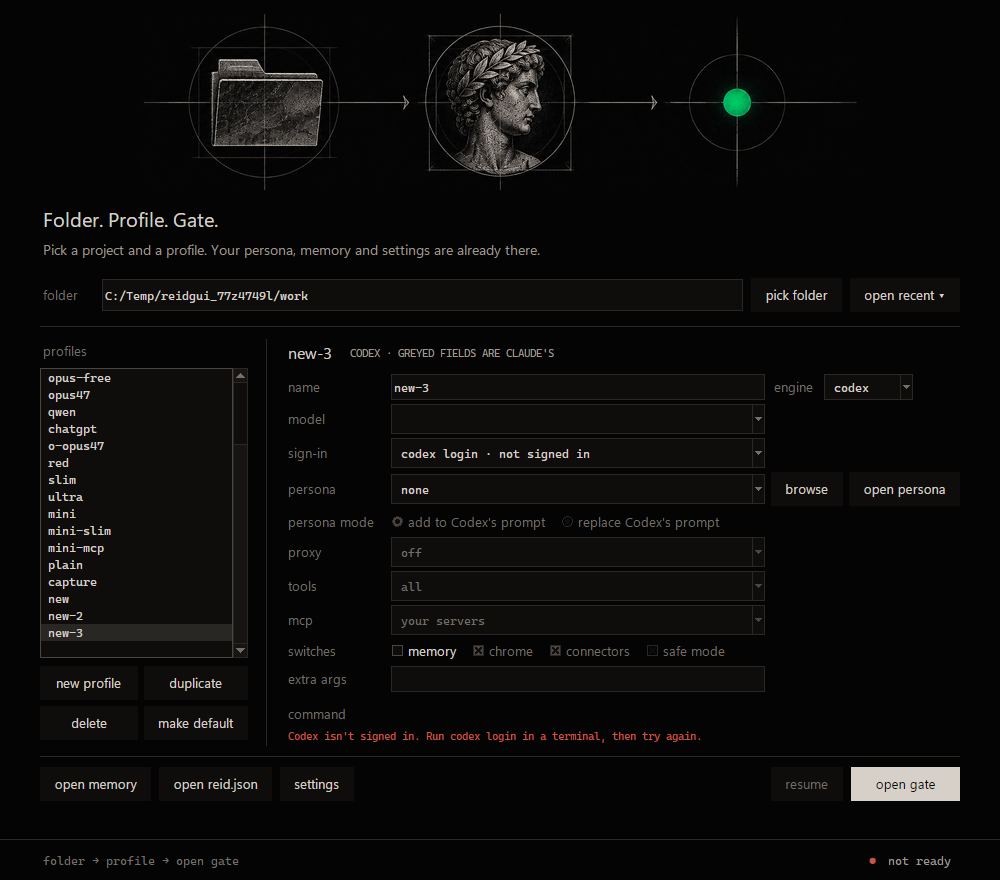 Folder. Profile. Gate.
Pick a project and a profile. Your persona, memory and settings are already there.
folder C:/Temp/reidgui_77z4749l/work pick folder open recent ▾
profiles
opus-free
opus47
qwen
chatgpt
o-opus47
red
slim
ultra
mini
mini-slim
mini-mcp
plain
capture
new
new-2
new-3
new profile duplicate
delete make default
new-3 CODEX · GREYED FIELDS ARE CLAUDE'S
name new-3 engine codex
model
sign-in codex login · not signed in
persona none browse open persona
persona mode add to Codex's prompt replace Codex's prompt
proxy off
tools all
mcp your servers
switches memory chrome connectors safe mode
extra args
command
Codex isn't signed in. Run codex login in a terminal, then try again.
open memory open reid.json settings resume open gate
folder → profile → open gate not ready